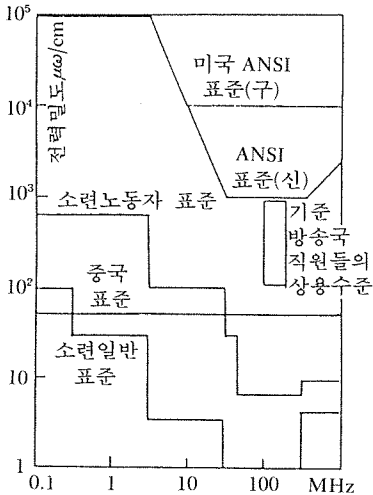 10⁵
전력밀도 μω/cm
미국 ANSI
표준(구)
10⁴
ANSI
표준(신)
10³
소련노동자 표준
기준
방송국
직원들의
상용수준
중국
표준
10²
소련일반
표준
10
1
0.1 1 10 100 MHz